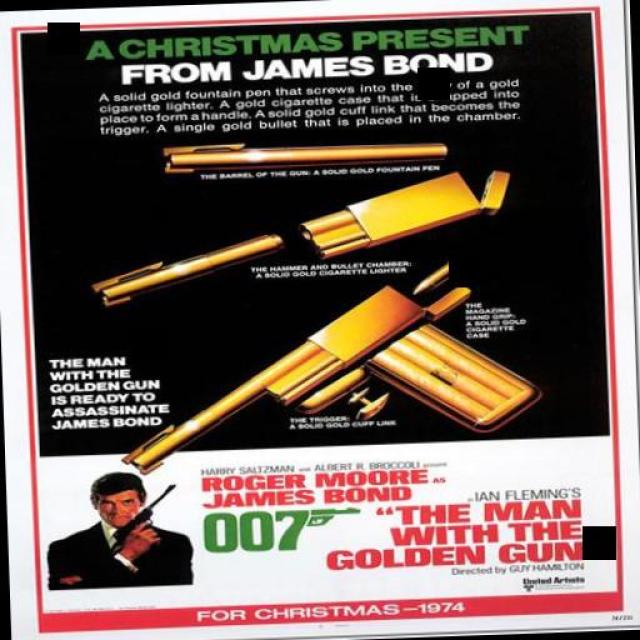 A CHRISTMAS PRESENT
FROM JAMES BOND
A solid gold fountain pen that screws into the of a gold
cigarette lighter. A gold cigarette case that is into
place to form a handle. A solid gold cuff link that becomes the
trigger. A single gold bullet that is placed in the chamber.
THE BARREL OF THE GUN: A SOLID GOLD FOUNTAIN PEN
THE HAMMER AND BULLET CHAMBER:
A SOLID GOLD CIGARETTE LIGHTER
THE
MAGAZINE
HAND GRIP:
A SOLID GOLD
CIGARETTE
CASE
THE MAN
WITH THE
GOLDEN GUN
IS READY TO
ASSASSINATE
JAMES BOND
THE TRIGGER:
A SOLID GOLD CUFF LINK
HARRY SALTZMAN and ALBERT R. BROCCOLI present
ROGER MOORE AS
JAMES BOND
007
in IAN FLEMING'S
"THE MAN
WITH THE
GOLDEN GUN
Directed by GUY HAMILTON
United Artists
FOR CHRISTMAS—1974